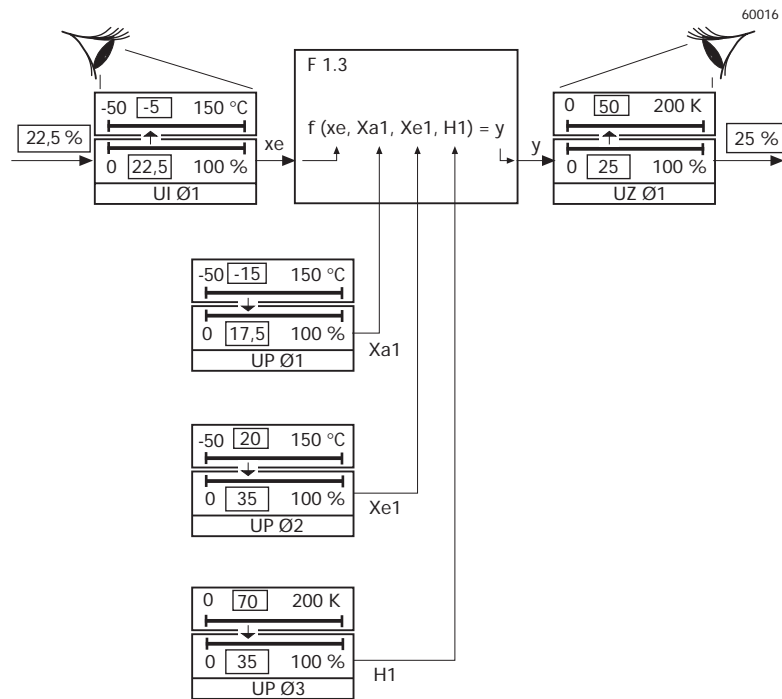 60016
F 1.3
-50 -5 150 °C
0 50 200 K
22,5 %
xe
f (xe, Xa1, Xe1, H1) = y
y
25 %
0 22,5 100 %
0 25 100 %
UI Ø1
UZ Ø1
-50 -15 150 °C
0 17,5 100 %
UP Ø1
Xa1
-50 20 150 °C
0 35 100 %
Xe1
UP Ø2
0 70 200 K
0 35 100 %
H1
UP Ø3